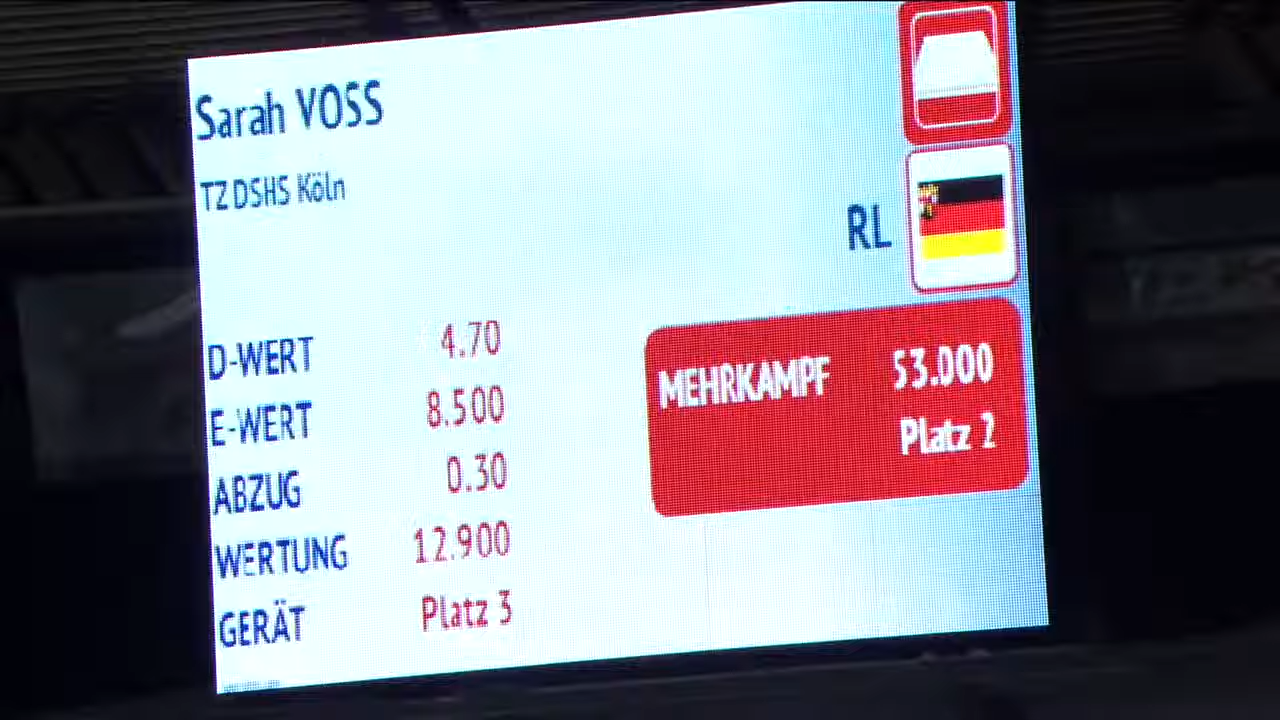 Sarah VOSS
TZ DSHS Köln
RL
D-WERT 4.70
E-WERT 8.500
ABZUG 0.30
WERTUNG 12.900
GERÄT Platz 3
MEHRKAMPF 53.000
Platz 2